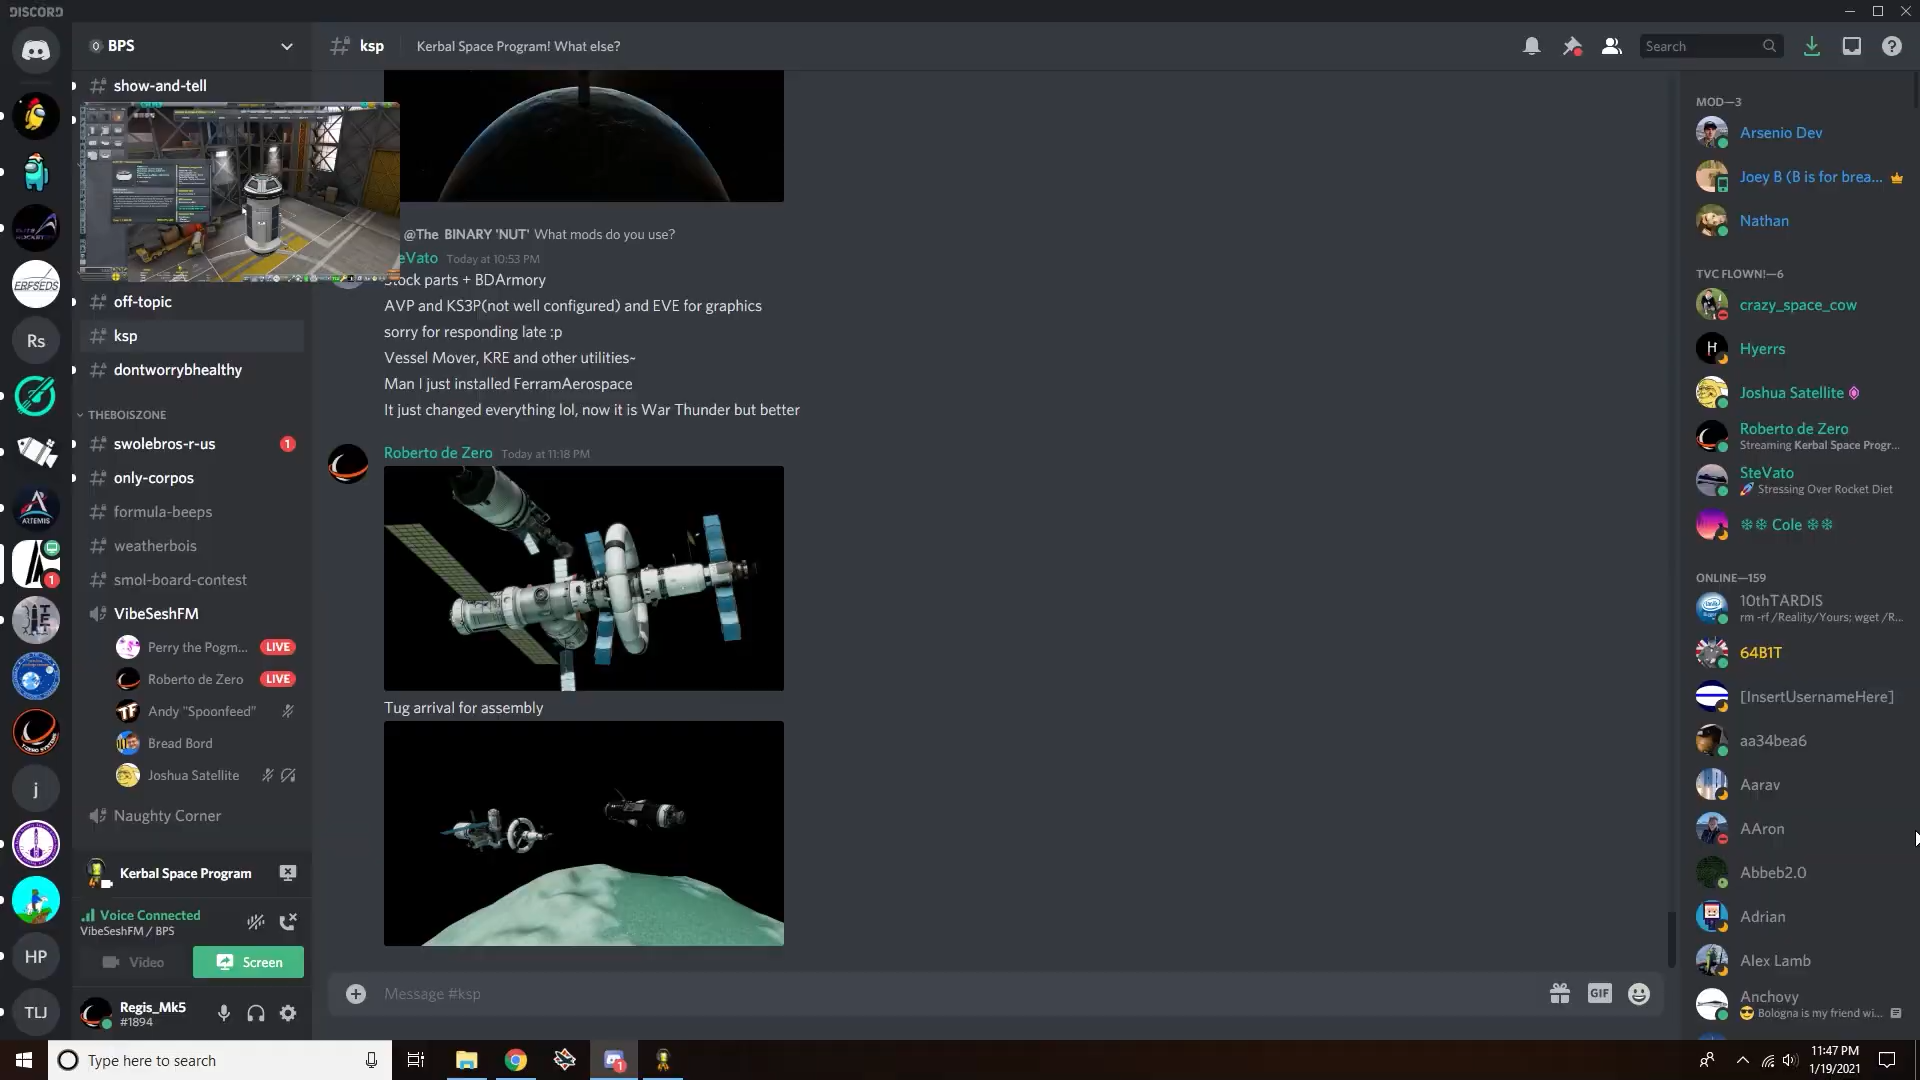 DISCORD
BPS
ksp
Kerbal Space Program! What else?
Search
show-and-tell
off-topic
ksp
dontworrybhealthy
THEBOISZONE
swolebros-r-us
1
only-corpos
formula-beeps
weatherbois
smol-board-contest
VibeSeshFM
Perry the Pogm...
LIVE
Roberto de Zero
LIVE
Andy "Spoonfeed"
Bread Bord
Joshua Satellite
Naughty Corner
Kerbal Space Program
Voice Connected
VibeSeshFM / BPS
Video
Screen
Regis_Mk5
#1894
ERFSEDS
Rs
ARTEMIS
1
j
HP
TLJ
@The BINARY 'NUT' What mods do you use?
eVato Today at 10:53 PM
Stock parts + BDArmory
AVP and KS3P(not well configured) and EVE for graphics
sorry for responding late :p
Vessel Mover, KRE and other utilities~
Man I just installed FerramAerospace
It just changed everything lol, now it is War Thunder but better
Roberto de Zero Today at 11:18 PM
Tug arrival for assembly
Message #ksp
GIF
MOD—3
Arsenio Dev
Joey B (B is for brea...
Nathan
TVC FLOWN!—6
crazy_space_cow
Hyerrs
Joshua Satellite
Roberto de Zero
Streaming Kerbal Space Progr...
SteVato
🚀 Stressing Over Rocket Diet
❄❄ Cole ❄❄
ONLINE—159
10thTARDIS
rm -rf /Reality/Yours; wget /R...
64B1T
[InsertUsernameHere]
aa34bea6
Aarav
AAron
Abbeb2.0
Adrian
Alex Lamb
Anchovy
😎 Bologna is my friend wi...
Type here to search
1
11:47 PM
1/19/2021